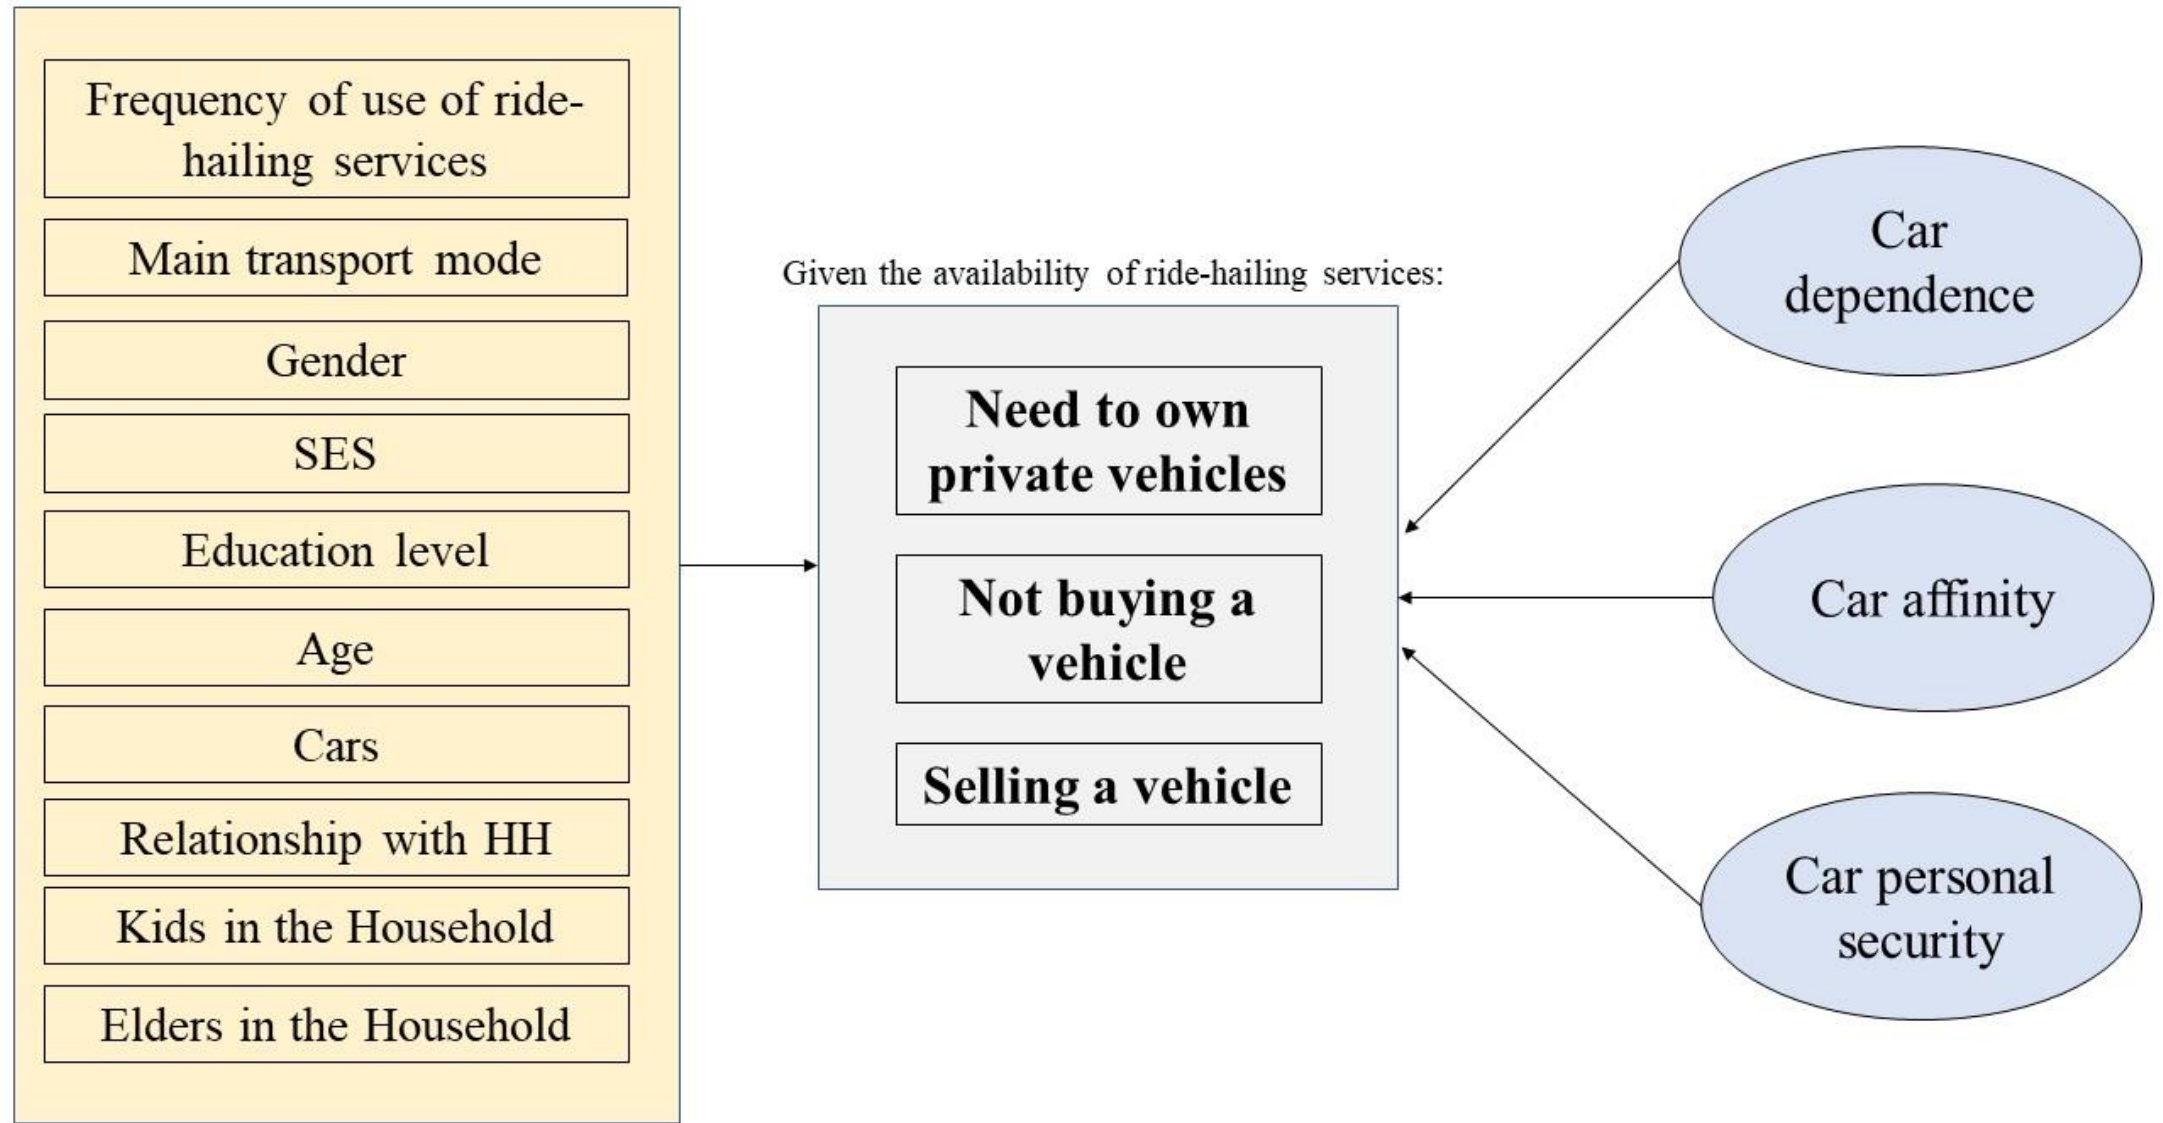 Frequency of use of ride-
hailing services
Main transport mode
Gender
SES
Education level
Age
Cars
Relationship with HH
Kids in the Household
Elders in the Household
Given the availability of ride-hailing services:
Need to own
private vehicles
Not buying a
vehicle
Selling a vehicle
Car
dependence
Car affinity
Car personal
security